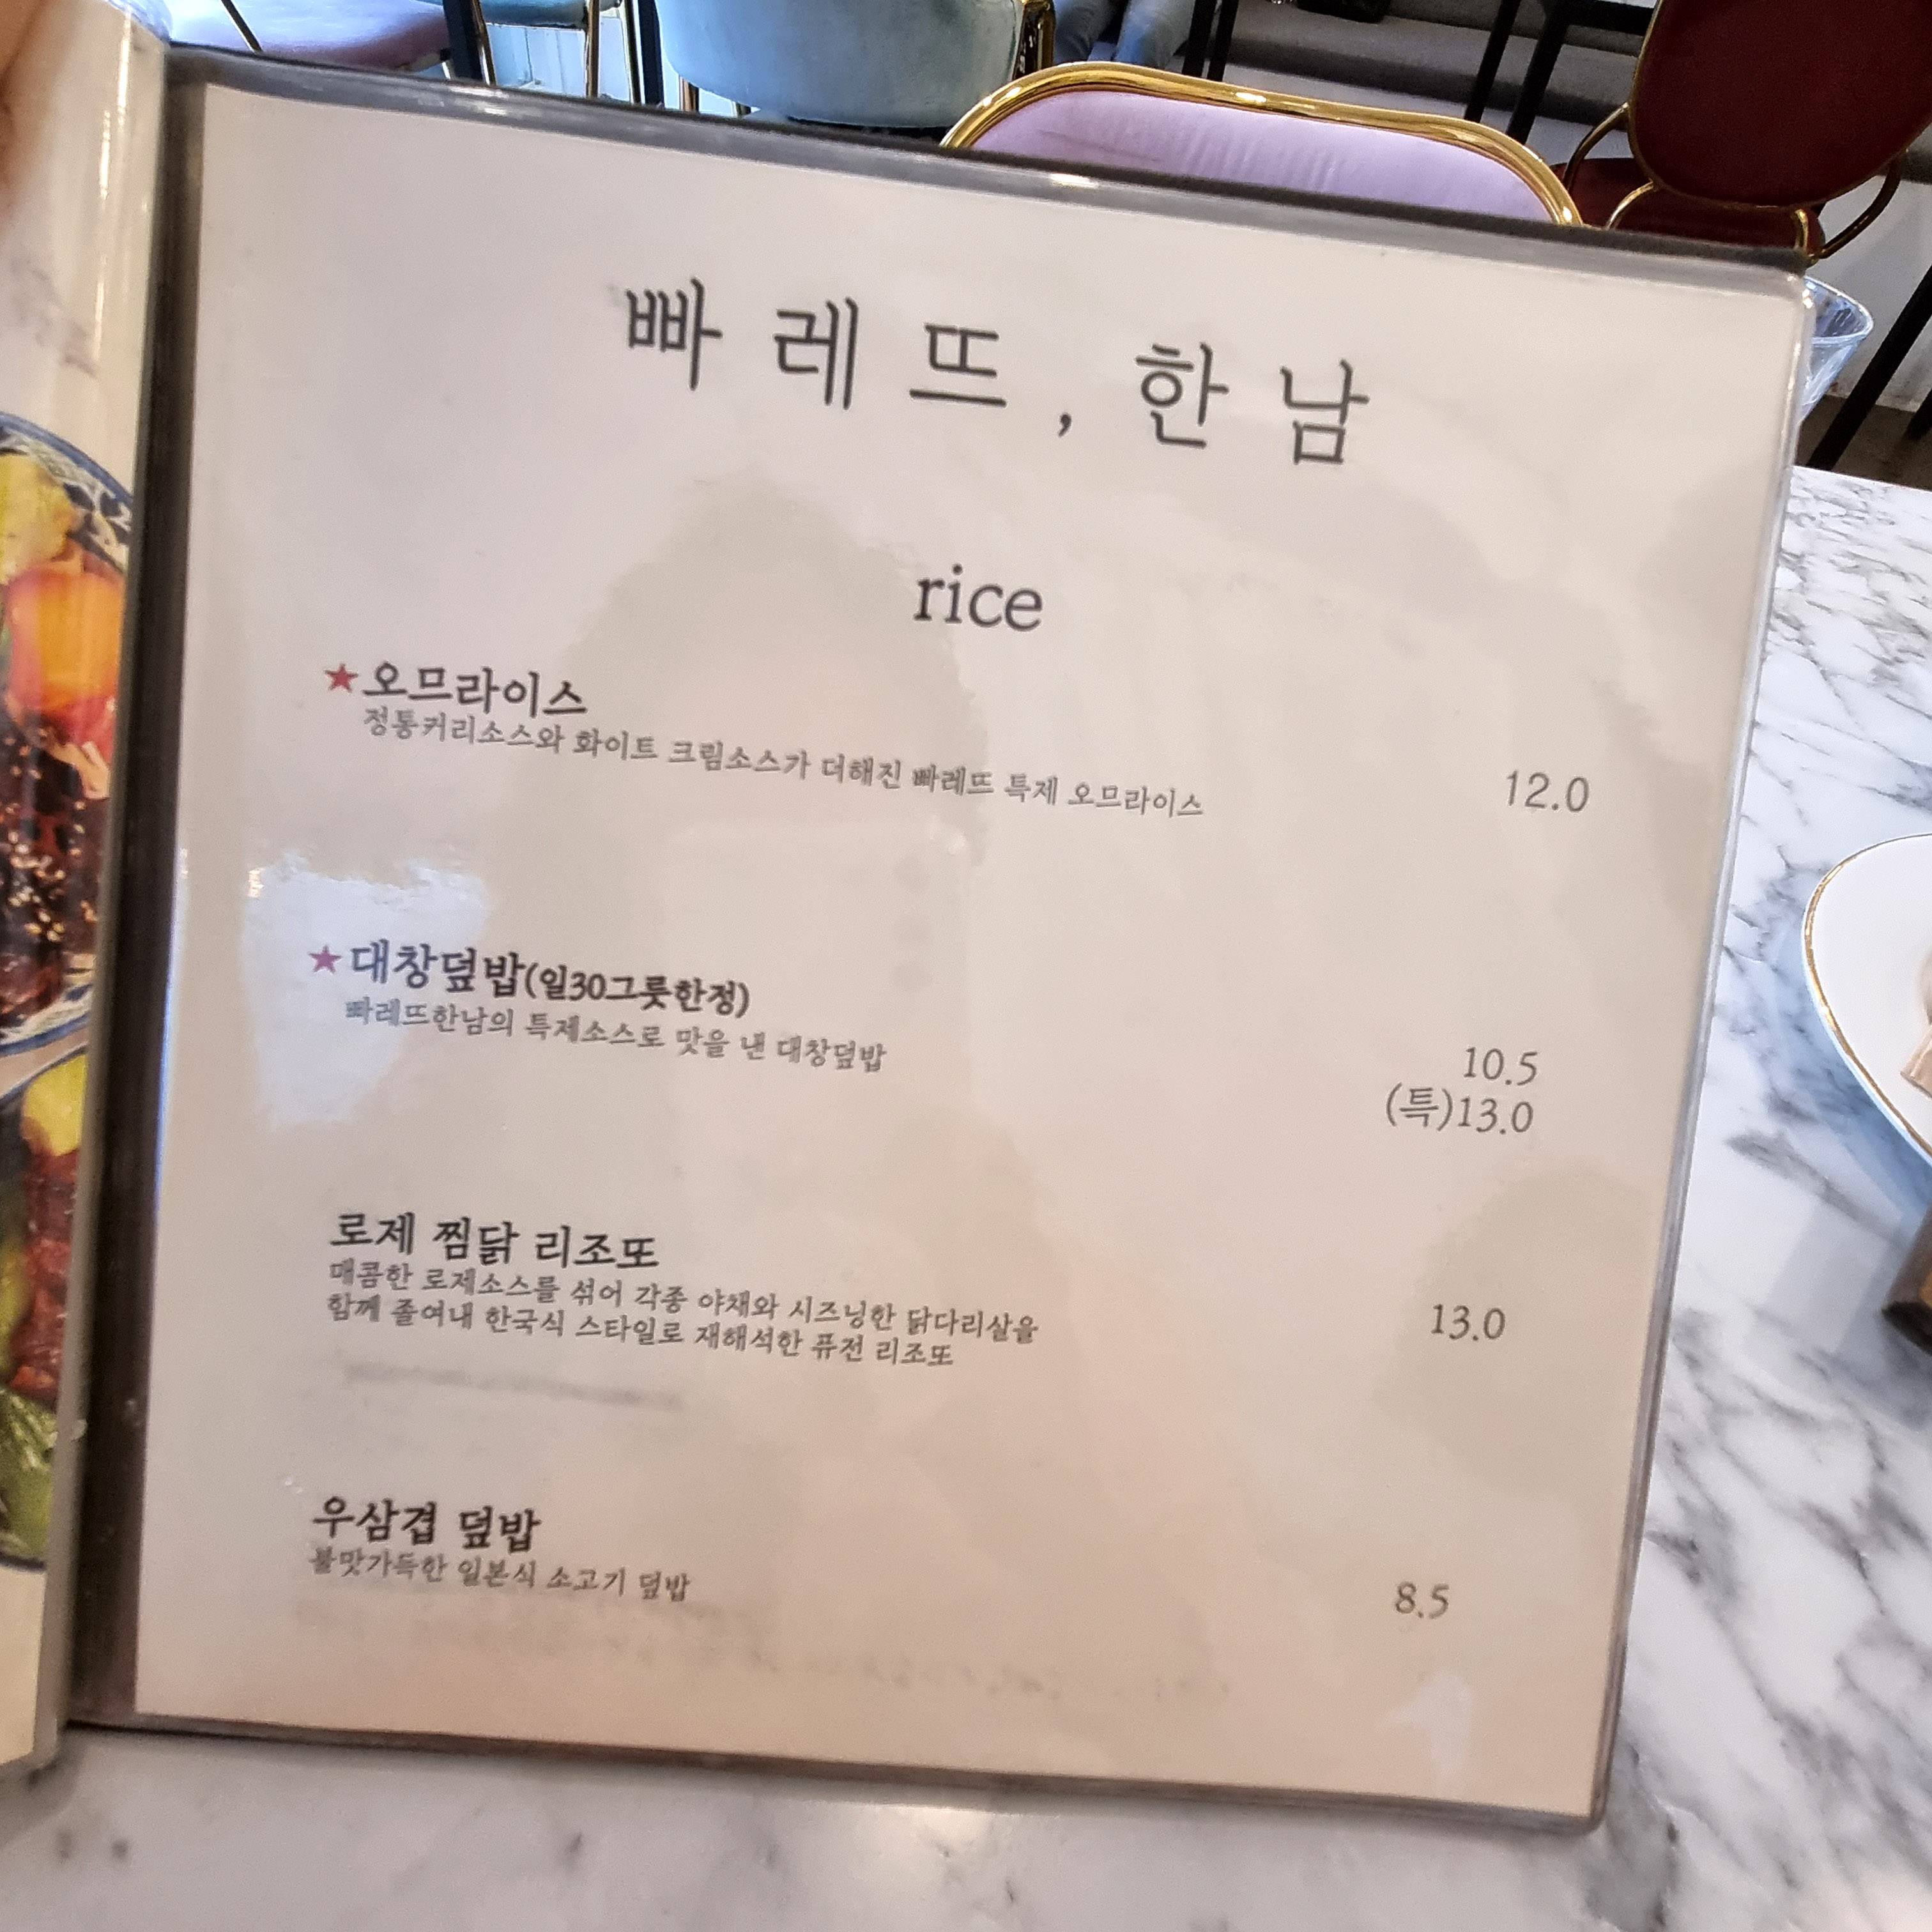 빠레뜨, 한남
rice
★오므라이스
정통커리소스와 화이트 크림소스가 더해진 빠레뜨 특제 오므라이스
12.0
★대창덮밥(일30그릇한정)
빠레뜨한남의 특제소스로 맛을 낸 대창덮밥
10.5
(특)13.0
로제 찜닭 리조또
매콤한 로제소스를 섞어 각종 야채와 시즈닝한 닭다리살을
함께 졸여내 한국식 스타일로 재해석한 퓨전 리조또
13.0
우삼겹 덮밥
불맛가득한 일본식 소고기 덮밥
8.5